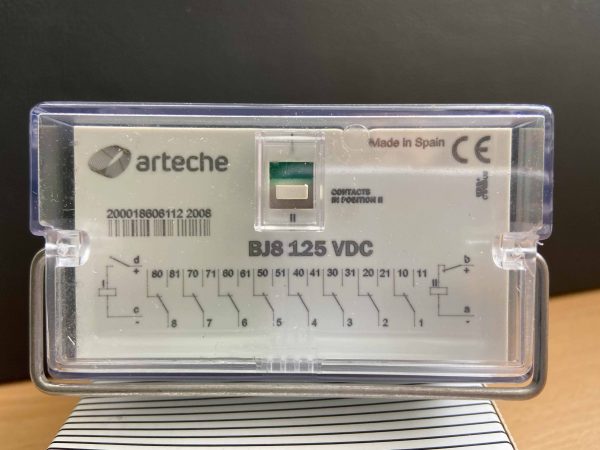 I
Made in Spain
CE
arteche
CONTACTS
IN POSITION II
200018606112 2006
II
BJ8 125 VDC
d
b
80 81 70 71 60 61 50 51 40 41 30 31 20 21 10 11
+
+
I
II
c
a
-
-
8 7 6 5 4 3 2 1